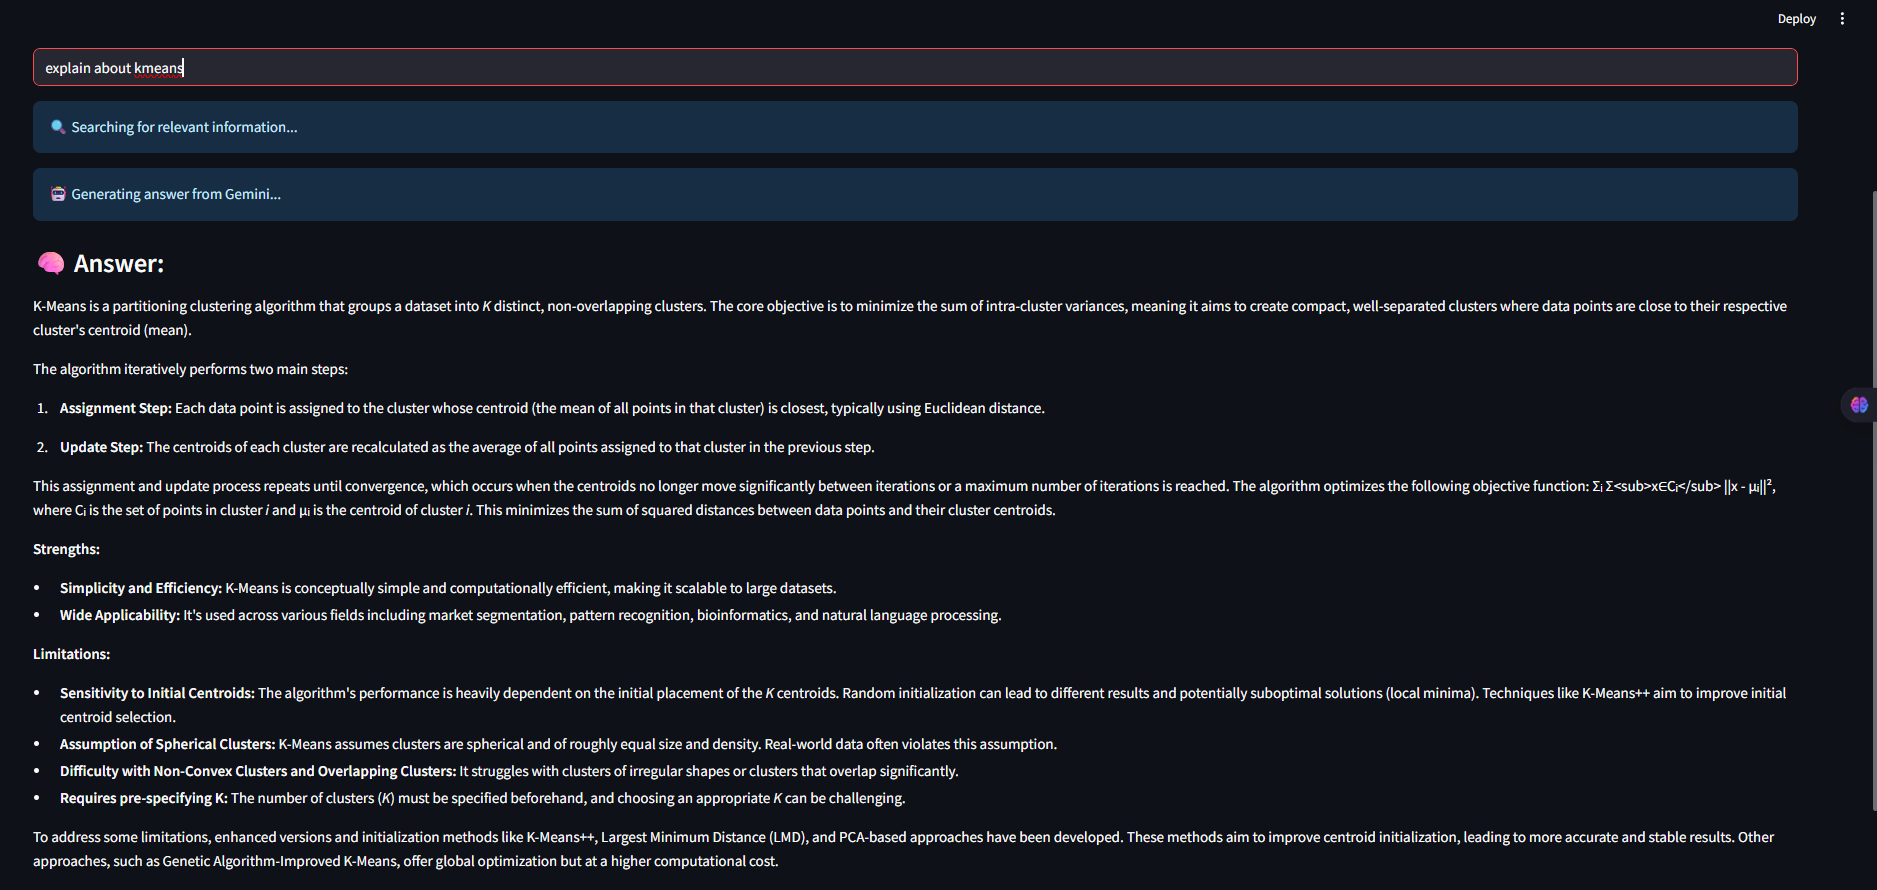 Deploy
explain about kmeans
🔍 Searching for relevant information...
🤖 Generating answer from Gemini...
🧠 Answer:
K-Means is a partitioning clustering algorithm that groups a dataset into K distinct, non-overlapping clusters. The core objective is to minimize the sum of intra-cluster variances, meaning it aims to create compact, well-separated clusters where data points are close to their respective
cluster's centroid (mean).
The algorithm iteratively performs two main steps:
1. Assignment Step: Each data point is assigned to the cluster whose centroid (the mean of all points in that cluster) is closest, typically using Euclidean distance.
2. Update Step: The centroids of each cluster are recalculated as the average of all points assigned to that cluster in the previous step.
This assignment and update process repeats until convergence, which occurs when the centroids no longer move significantly between iterations or a maximum number of iterations is reached. The algorithm optimizes the following objective function: Σᵢ Σ<sub>x∈Cᵢ</sub> ||x - μᵢ||²,
where Cᵢ is the set of points in cluster i and μᵢ is the centroid of cluster i. This minimizes the sum of squared distances between data points and their cluster centroids.
Strengths:
• Simplicity and Efficiency: K-Means is conceptually simple and computationally efficient, making it scalable to large datasets.
• Wide Applicability: It's used across various fields including market segmentation, pattern recognition, bioinformatics, and natural language processing.
Limitations:
• Sensitivity to Initial Centroids: The algorithm's performance is heavily dependent on the initial placement of the K centroids. Random initialization can lead to different results and potentially suboptimal solutions (local minima). Techniques like K-Means++ aim to improve initial
centroid selection.
• Assumption of Spherical Clusters: K-Means assumes clusters are spherical and of roughly equal size and density. Real-world data often violates this assumption.
• Difficulty with Non-Convex Clusters and Overlapping Clusters: It struggles with clusters of irregular shapes or clusters that overlap significantly.
• Requires pre-specifying K: The number of clusters (K) must be specified beforehand, and choosing an appropriate K can be challenging.
To address some limitations, enhanced versions and initialization methods like K-Means++, Largest Minimum Distance (LMD), and PCA-based approaches have been developed. These methods aim to improve centroid initialization, leading to more accurate and stable results. Other
approaches, such as Genetic Algorithm-Improved K-Means, offer global optimization but at a higher computational cost.